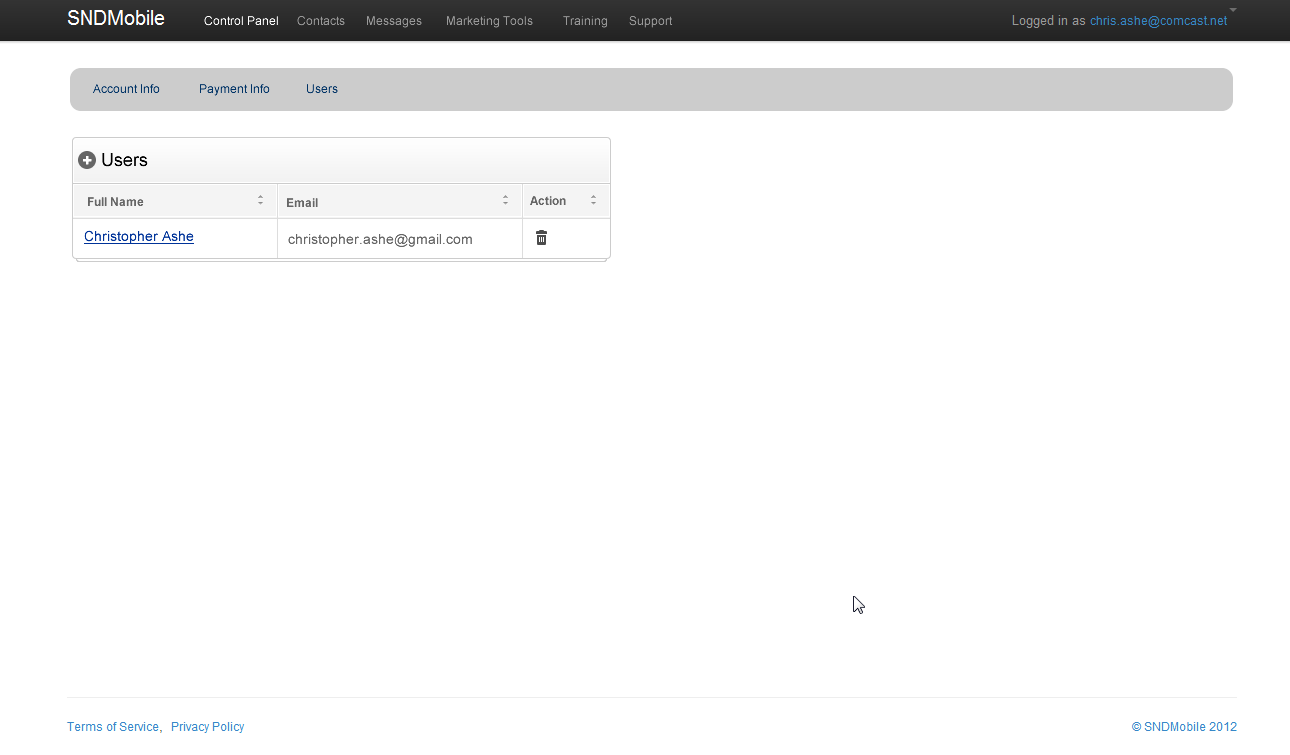 SNDMobile Control Panel Contacts Messages Marketing Tools Training Support Logged in as chris.ashe@comcast.net
Account Info Payment Info Users
Users
Full Name Email Action
Christopher Ashe christopher.ashe@gmail.com
Terms of Service, Privacy Policy © SNDMobile 2012